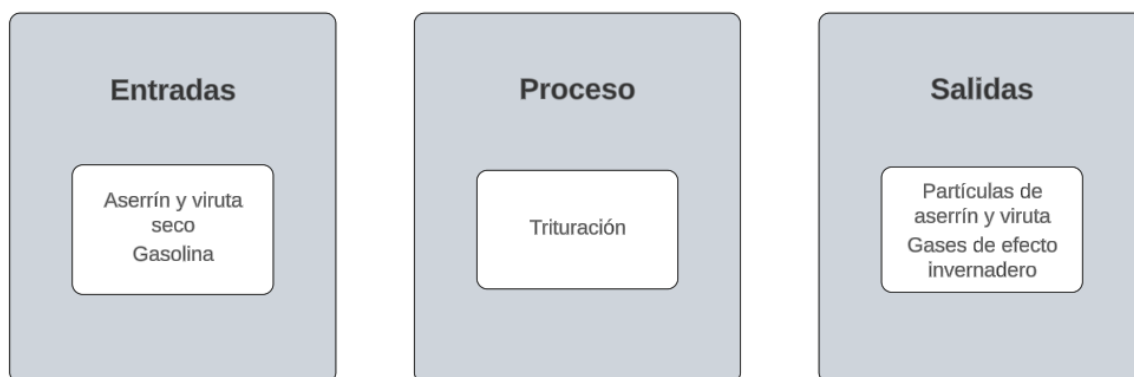 Entradas
Aserrín y viruta
seco
Gasolina
Proceso
Trituración
Salidas
Partículas de
aserrín y viruta
Gases de efecto
invernadero